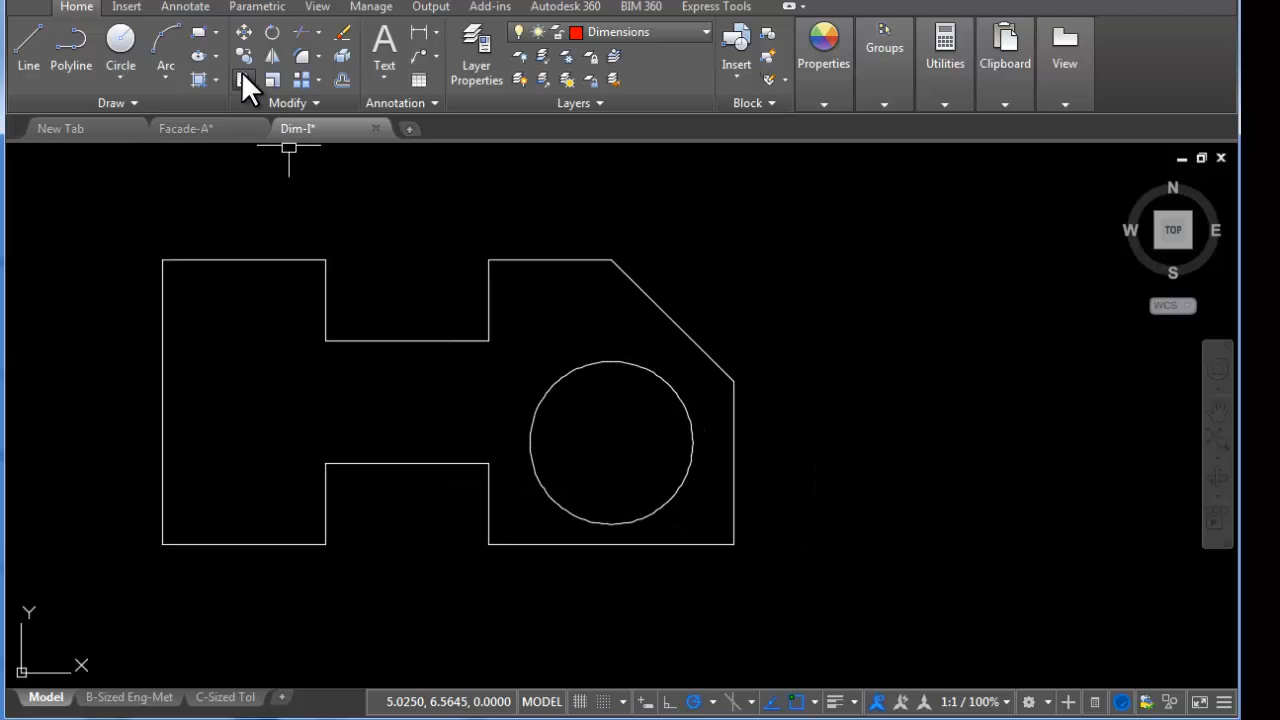 Home Insert Annotate Parametric View Manage Output Add-ins Autodesk 360 BIM 360 Express Tools
Dimensions
Line Polyline Circle Arc Text Layer Properties Insert Properties Groups Utilities Clipboard View
Draw Modify Annotation Layers Block
New Tab Facade-A* Dim-I*
N
W TOP E
S
WCS
Y
X
Model B-Sized Eng-Met C-Sized Tol 5.0250, 6.5645, 0.0000 MODEL 1:1 / 100%